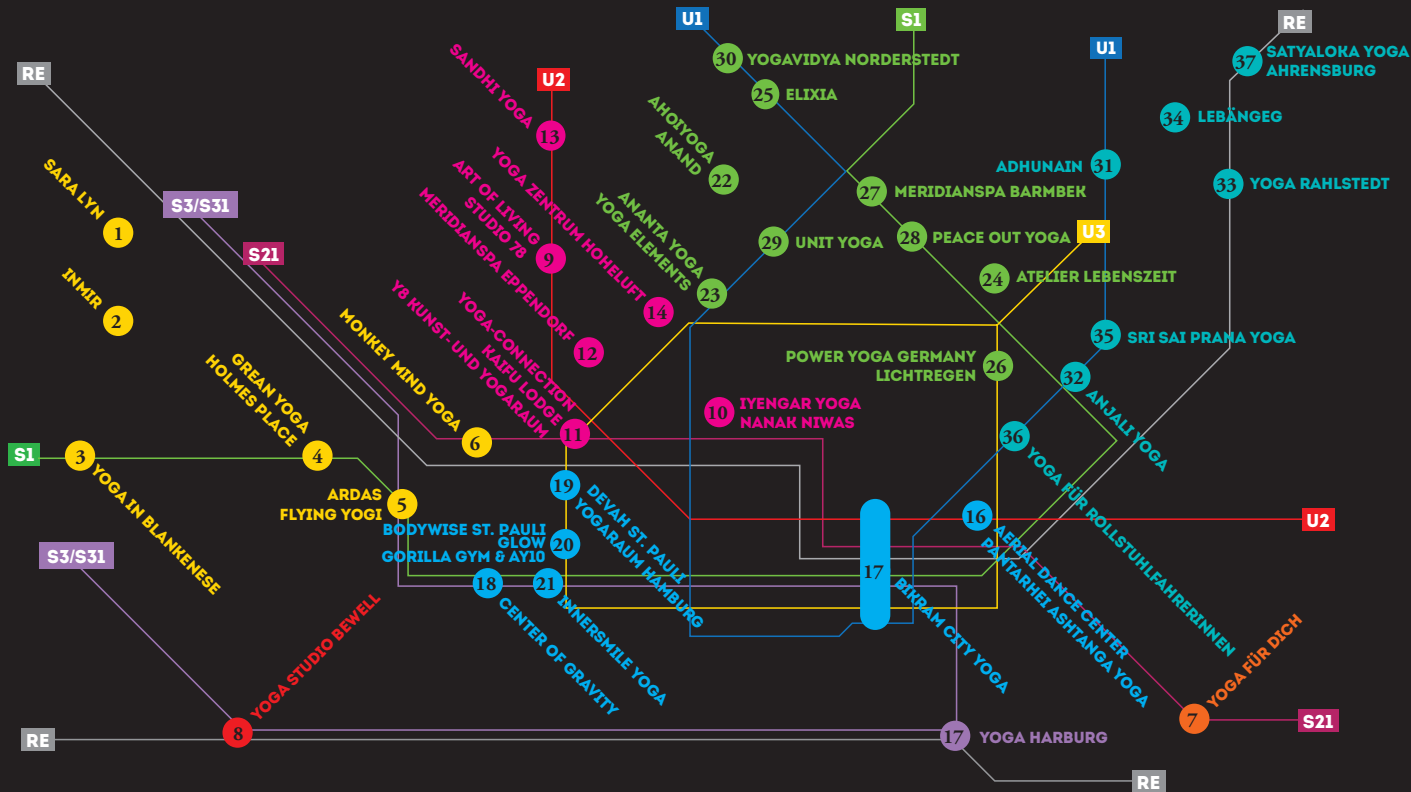 U1
S1
RE
30 YOGAVIDYA NORDERSTEDT
U1
37 SATYALOKA YOGA
AHRENSBURG
RE
U2
SANDHI YOGA
13
25 ELIXIA
34 LEBÄNGEG
AHOIYOGA
ANAND
22
ADHUNAIN 31
33 YOGA RAHLSTEDT
27 MERIDIANSPA BARMBEK
SARA LYN
1
S3/S31
S21
YOGA ZENTRUM HOHELUFT
14
ART OF LIVING
STUDIO 78
9
MERIDIANSPA EPPENDORF
12
ANANTA YOGA
YOGA ELEMENTS
23
29 UNIT YOGA
28 PEACE OUT YOGA
U3
24 ATELIER LEBENSZEIT
INMIR
2
35 SRI SAI PRANA YOGA
MONKEY MIND YOGA
6
YOGA-CONNECTION
KAIFU LODGE
Y8 KUNST- UND YOGARAUM
11
POWER YOGA GERMANY
LICHTREGEN
26
32
ANJALI YOGA
GREAN YOGA
HOLMES PLACE
4
10 IYENGAR YOGA
NANAK NIWAS
36
YOGA FÜR ROLLSTUHLFAHRERINNEN
S1
3
YOGA IN BLANKENESE
ARDAS
FLYING YOGI
5
19
DEVAH ST. PAULI
YOGARAUM HAMBURG
BODYWISE ST. PAULI
GLOW
GORILLA GYM & AY10
20
16
AERIAL DANCE CENTER
PANTARHEI ASHTANGA YOGA
U2
S3/S31
18
CENTER OF GRAVITY
21
INNERSMILE YOGA
17
BIKRAM CITY YOGA
YOGA STUDIO BEWELL
8
YOGA FÜR DICH
7
S21
RE
17 YOGA HARBURG
RE